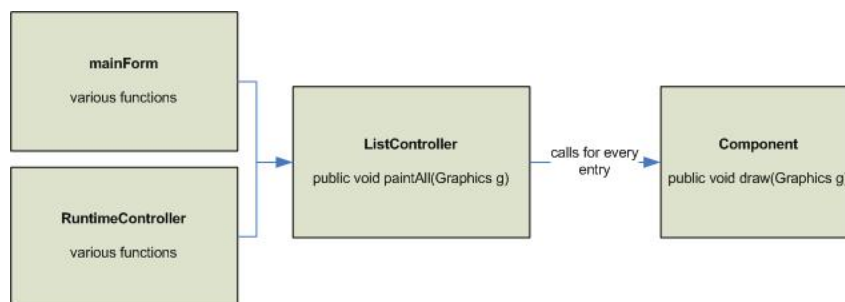 mainForm
various functions
RuntimeController
various functions
ListController
public void paintAll(Graphics g)
calls for every
entry
Component
public void draw(Graphics g)